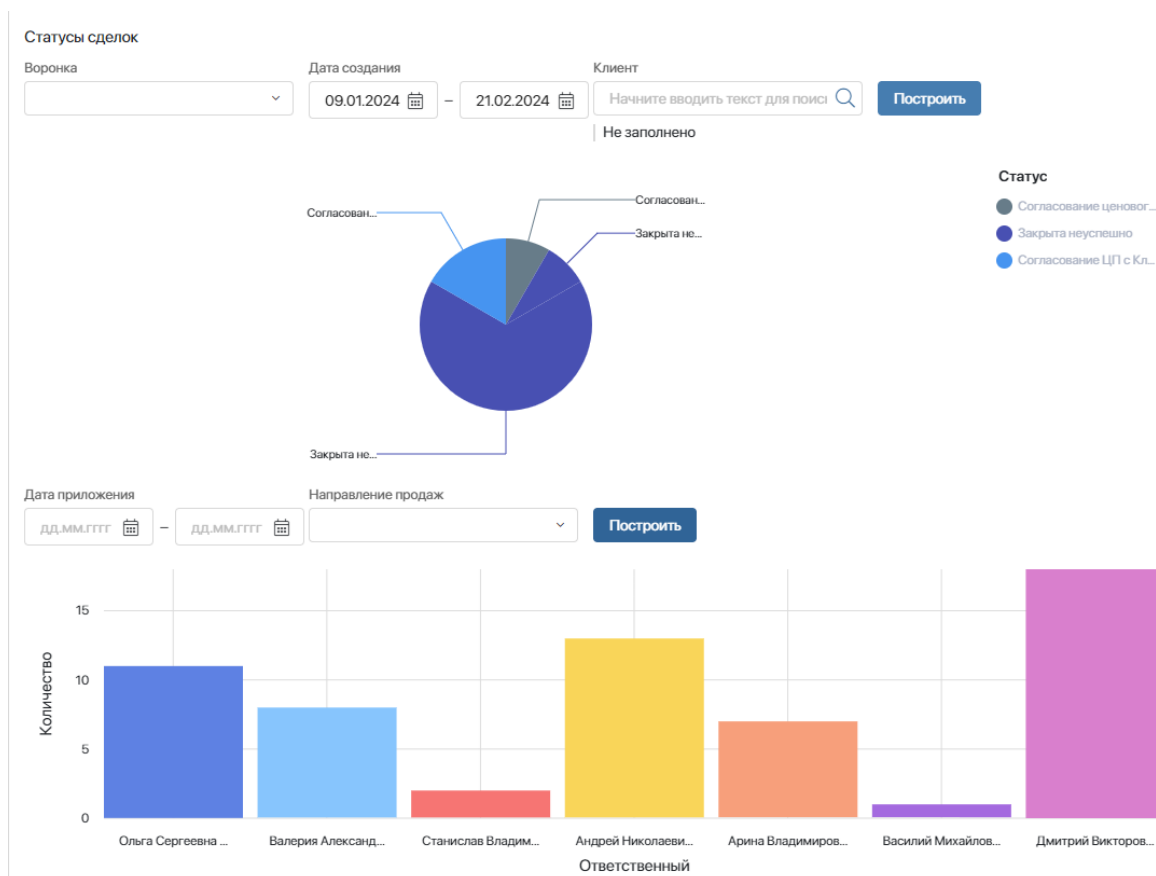 Статусы сделок
Воронка Дата создания Клиент
09.01.2024 – 21.02.2024 Начните вводить текст для поис Построить
Не заполнено
Статус
Согласование ценовог...
Закрыта неуспешно
Согласование ЦП с Кл...
Согласован...
Согласован...
Закрыта не...
Закрыта не...
Дата приложения Направление продаж
дд.мм.гггг – дд.мм.гггг Построить
Количество
15
10
5
0
Ольга Сергеевна ... Валерия Александ... Станислав Владим... Андрей Николаеви... Арина Владимиров... Василий Михайлов... Дмитрий Викторов...
Ответственный